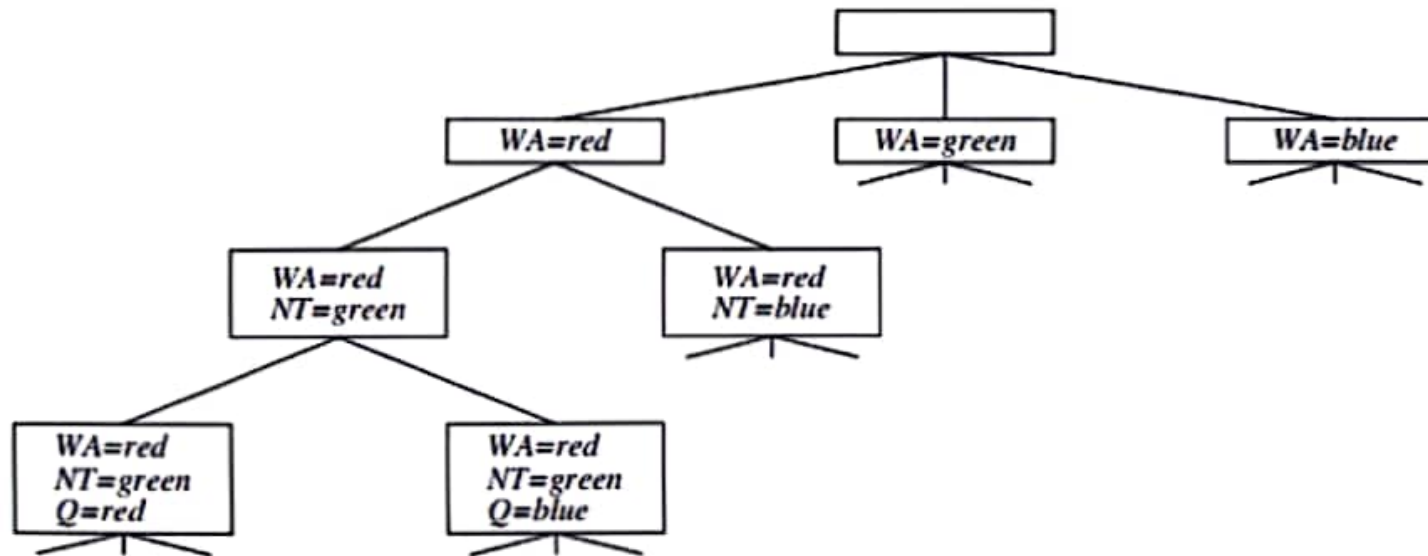 WA=red
WA=green
WA=blue
WA=red
NT=green
WA=red
NT=blue
WA=red
NT=green
Q=red
WA=red
NT=green
Q=blue